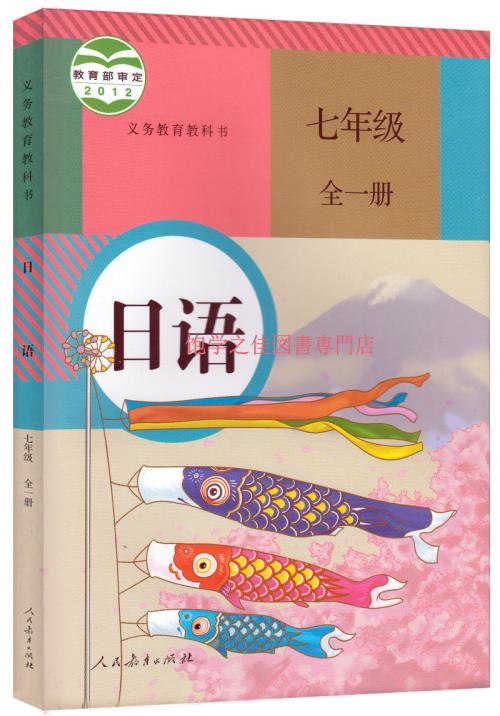 教育部审定
2012
义务教育教科书
七年级
全一册
日语
饱学之佳图書專門店
人民教育出版社
义务教育教科书
日语
七年级 全一册
人民教育出版社